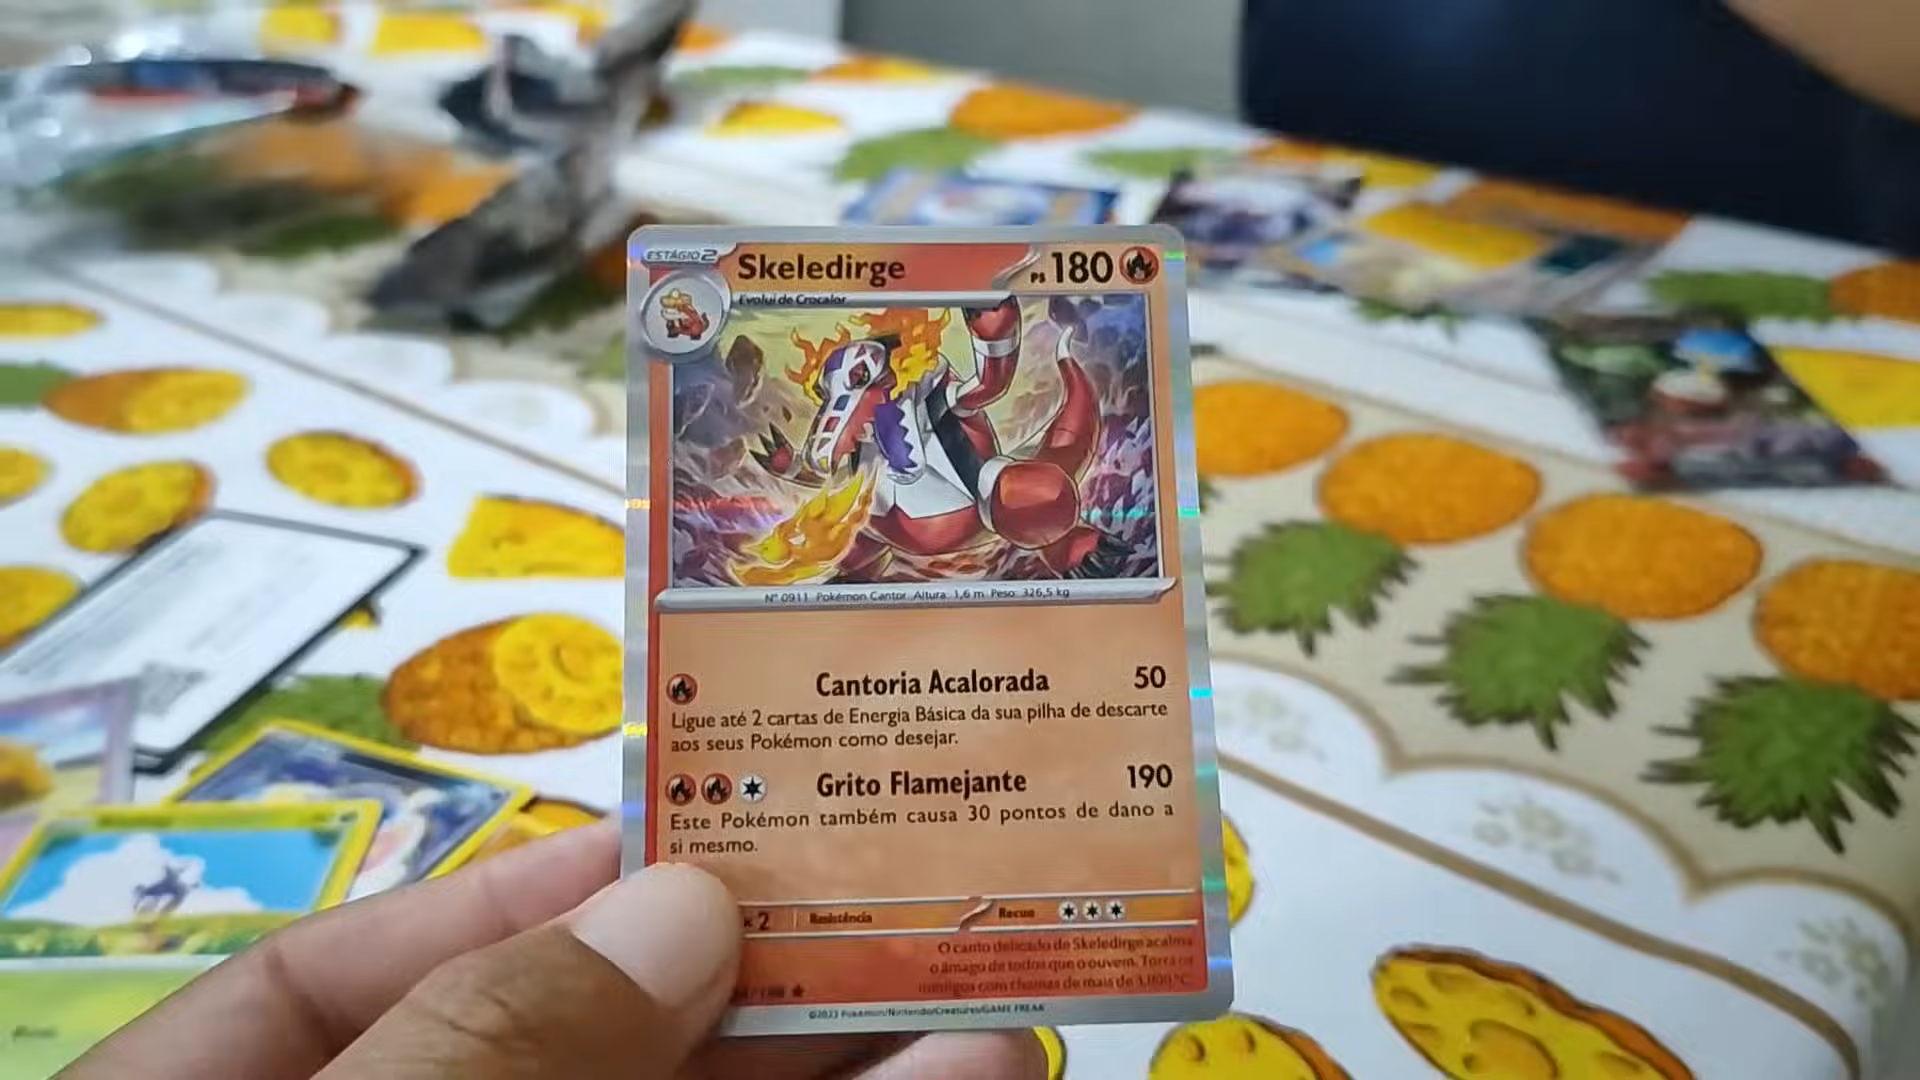 ESTÁGIO 2
Skeledirge
PS 180
Evolui de Crocalor
N° 0911 Pokémon Cantor Altura: 1,6 m Peso: 326,5 kg
Cantoria Acalorada 50
Ligue até 2 cartas de Energia Básica da sua pilha de descarte
aos seus Pokémon como desejar.
Grito Flamejante 190
Este Pokémon também causa 30 pontos de dano a
si mesmo.
×2 Resistência Recuo
O canto delicado de Skeledirge acalma
o âmago de todos que o ouvem. Torra os
inimigos com chamas de mais de 3.000 °C.
©2023 Pokémon/Nintendo/Creatures/GAME FREAK